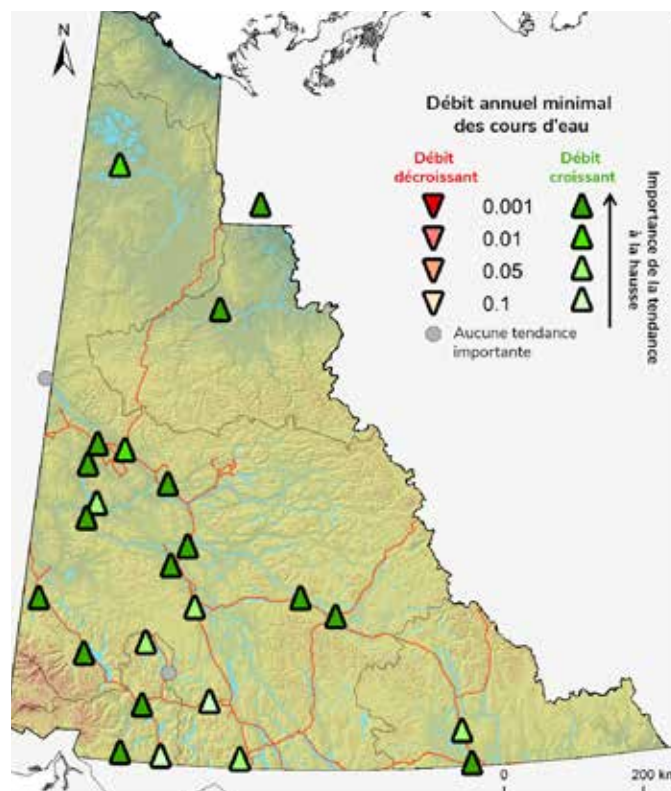 N
Débit annuel minimal
des cours d'eau
Débit
décroissant
Débit
croissant
0.001
0.01
0.05
0.1
Aucune tendance
importante
Importance de la tendance
à la hausse
0
200 km